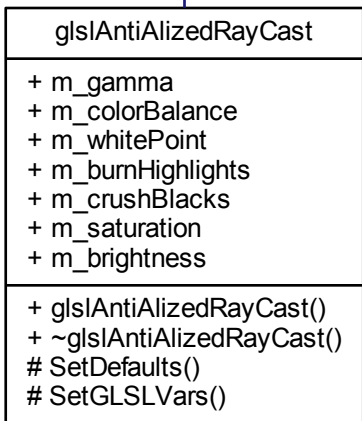 glslAntiAlizedRayCast
+ m_gamma
+ m_colorBalance
+ m_whitePoint
+ m_burnHighlights
+ m_crushBlacks
+ m_saturation
+ m_brightness
+ glslAntiAlizedRayCast()
+ ~glslAntiAlizedRayCast()
# SetDefaults()
# SetGLSLVars()